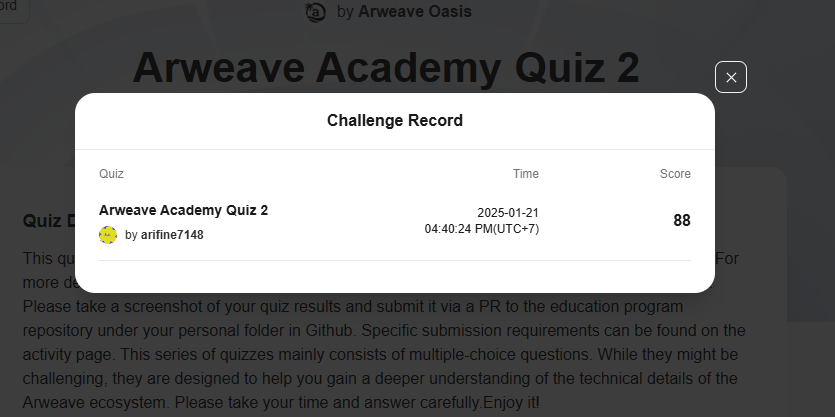 ord
by Arweave Oasis
Arweave Academy Quiz 2
Challenge Record
Quiz Time Score
Arweave Academy Quiz 2
2025-01-21
04:40:24 PM(UTC+7)
88
by arifine7148
Quiz D
This qu For
more de
Please take a screenshot of your quiz results and submit it via a PR to the education program
repository under your personal folder in Github. Specific submission requirements can be found on the
activity page. This series of quizzes mainly consists of multiple-choice questions. While they might be
challenging, they are designed to help you gain a deeper understanding of the technical details of the
Arweave ecosystem. Please take your time and answer carefully.Enjoy it!